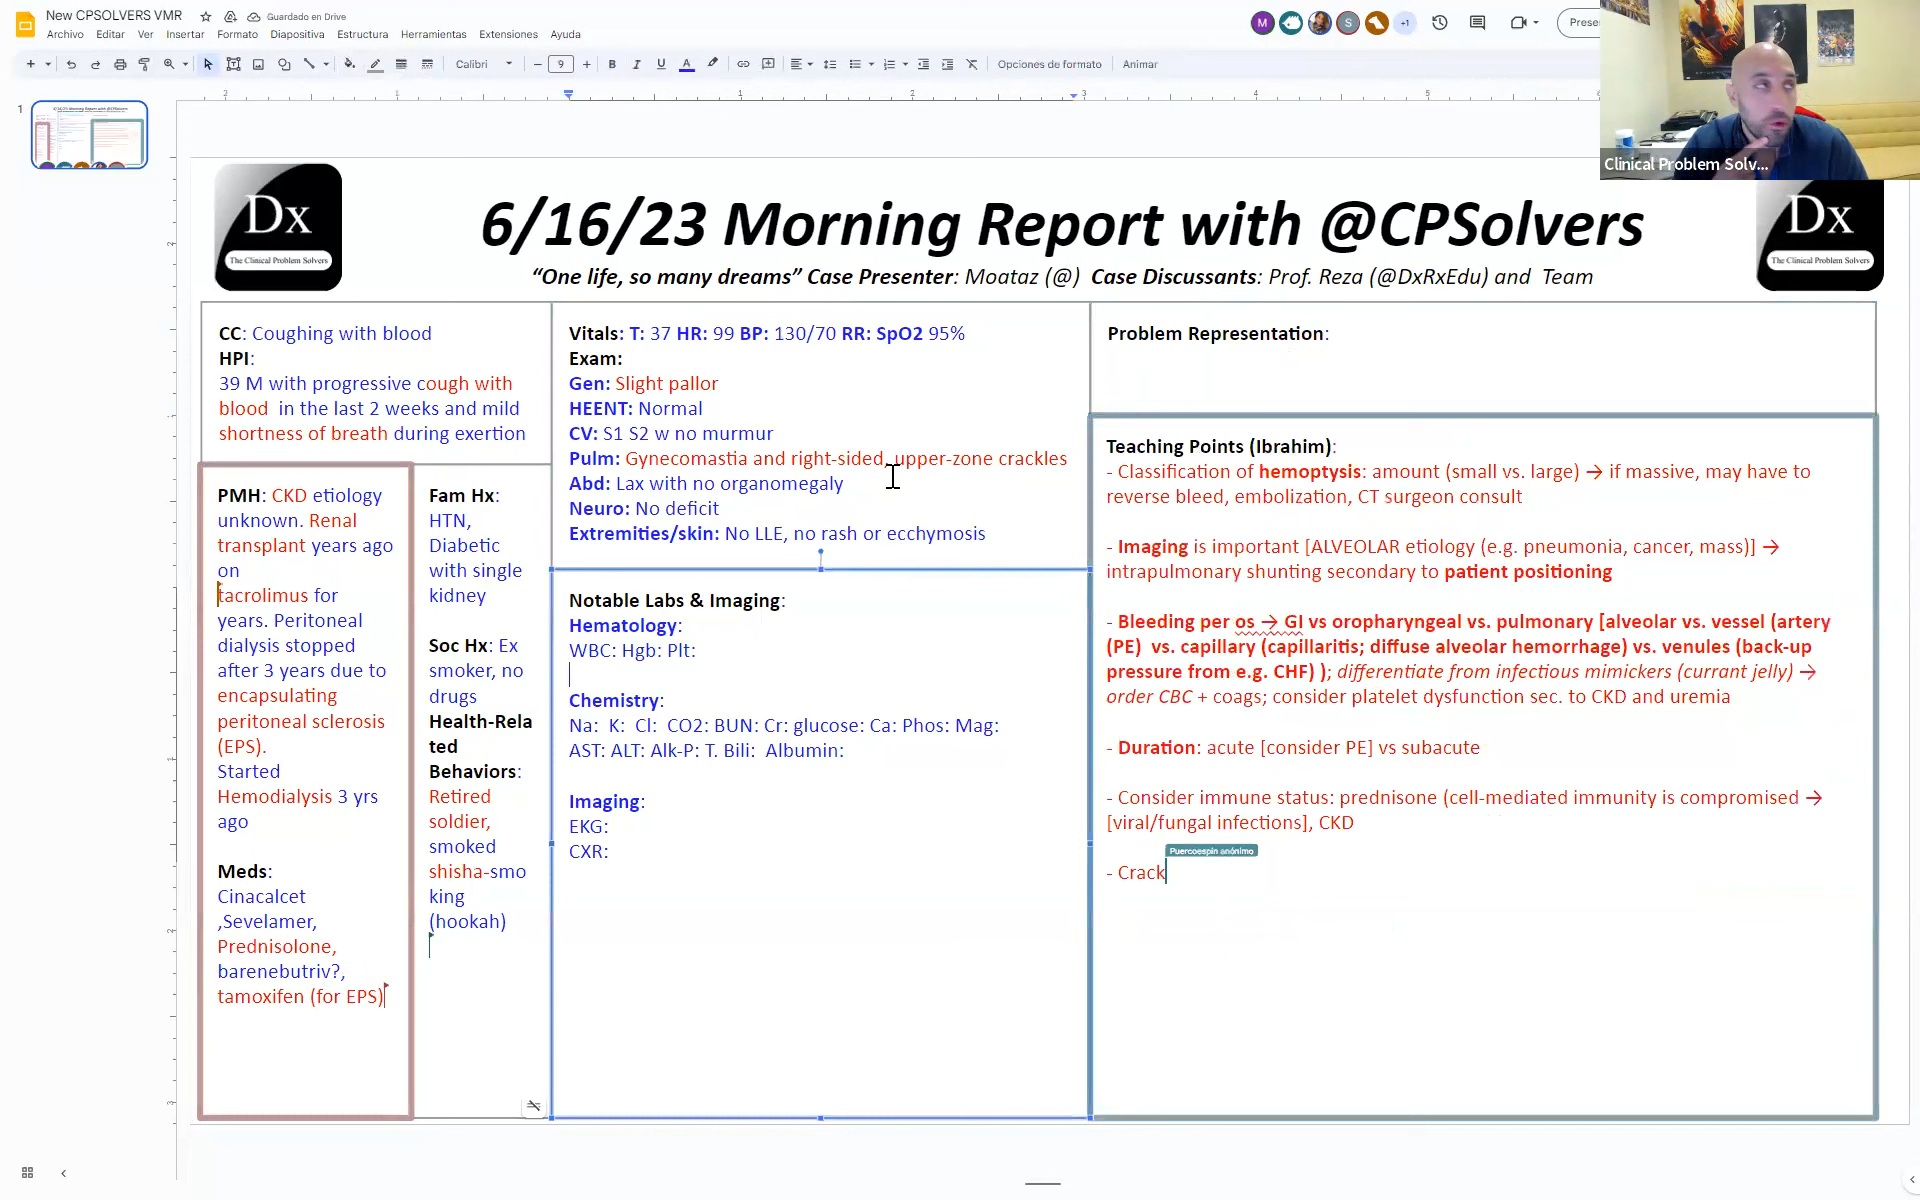 New CPSOLVERS VMR
Guardado en Drive
Archivo Editar Ver Insertar Formato Diapositiva Estructura Herramientas Extensiones Ayuda
M S +1
Calibri 9 B I U A Opciones de formato Animar
2 1 1 2 3 4 5
1
Clinical Problem Solv...
Dx
The Clinical Problem Solvers
6/16/23 Morning Report with @CPSolvers
“One life, so many dreams” Case Presenter: Moataz (@) Case Discussants: Prof. Reza (@DxRxEdu) and Team
Dx
The Clinical Problem Solvers
CC: Coughing with blood
HPI:
39 M with progressive cough with
blood in the last 2 weeks and mild
shortness of breath during exertion
PMH: CKD etiology
unknown. Renal
transplant years ago
on
tacrolimus for
years. Peritoneal
dialysis stopped
after 3 years due to
encapsulating
peritoneal sclerosis
(EPS).
Started
Hemodialysis 3 yrs
ago
Meds:
Cinacalcet
,Sevelamer,
Prednisolone,
barenebutriv?,
tamoxifen (for EPS)
Fam Hx:
HTN,
Diabetic
with single
kidney
Soc Hx: Ex
smoker, no
drugs
Health-Rela
ted
Behaviors:
Retired
soldier,
smoked
shisha-smo
king
(hookah)
Vitals: T: 37 HR: 99 BP: 130/70 RR: SpO2 95%
Exam:
Gen: Slight pallor
HEENT: Normal
CV: S1 S2 w no murmur
Pulm: Gynecomastia and right-sided, upper-zone crackles
Abd: Lax with no organomegaly
Neuro: No deficit
Extremities/skin: No LLE, no rash or ecchymosis
Notable Labs & Imaging:
Hematology:
WBC: Hgb: Plt:
Chemistry:
Na: K: Cl: CO2: BUN: Cr: glucose: Ca: Phos: Mag:
AST: ALT: Alk-P: T. Bili: Albumin:
Imaging:
EKG:
CXR:
Problem Representation:
Teaching Points (Ibrahim):
- Classification of hemoptysis: amount (small vs. large) → if massive, may have to
reverse bleed, embolization, CT surgeon consult
- Imaging is important [ALVEOLAR etiology (e.g. pneumonia, cancer, mass)] →
intrapulmonary shunting secondary to patient positioning
- Bleeding per os → GI vs oropharyngeal vs. pulmonary [alveolar vs. vessel (artery
(PE) vs. capillary (capillaritis; diffuse alveolar hemorrhage) vs. venules (back-up
pressure from e.g. CHF) ); differentiate from infectious mimickers (currant jelly) →
order CBC + coags; consider platelet dysfunction sec. to CKD and uremia
- Duration: acute [consider PE] vs subacute
- Consider immune status: prednisone (cell-mediated immunity is compromised →
[viral/fungal infections], CKD
Puercoespín anónimo
- Crack